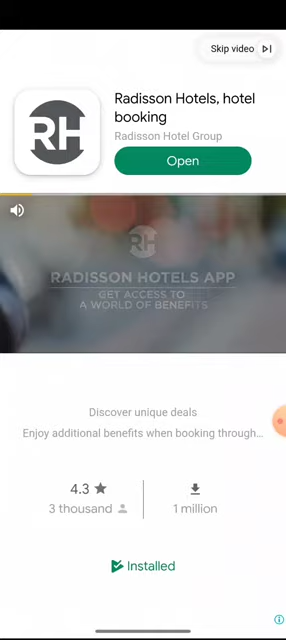 Skip video
RH
Radisson Hotels, hotel
booking
Radisson Hotel Group
Open
RH
RADISSON HOTELS APP
GET ACCESS TO
A WORLD OF BENEFITS
Discover unique deals
Enjoy additional benefits when booking through...
4.3
3 thousand
1 million
Installed